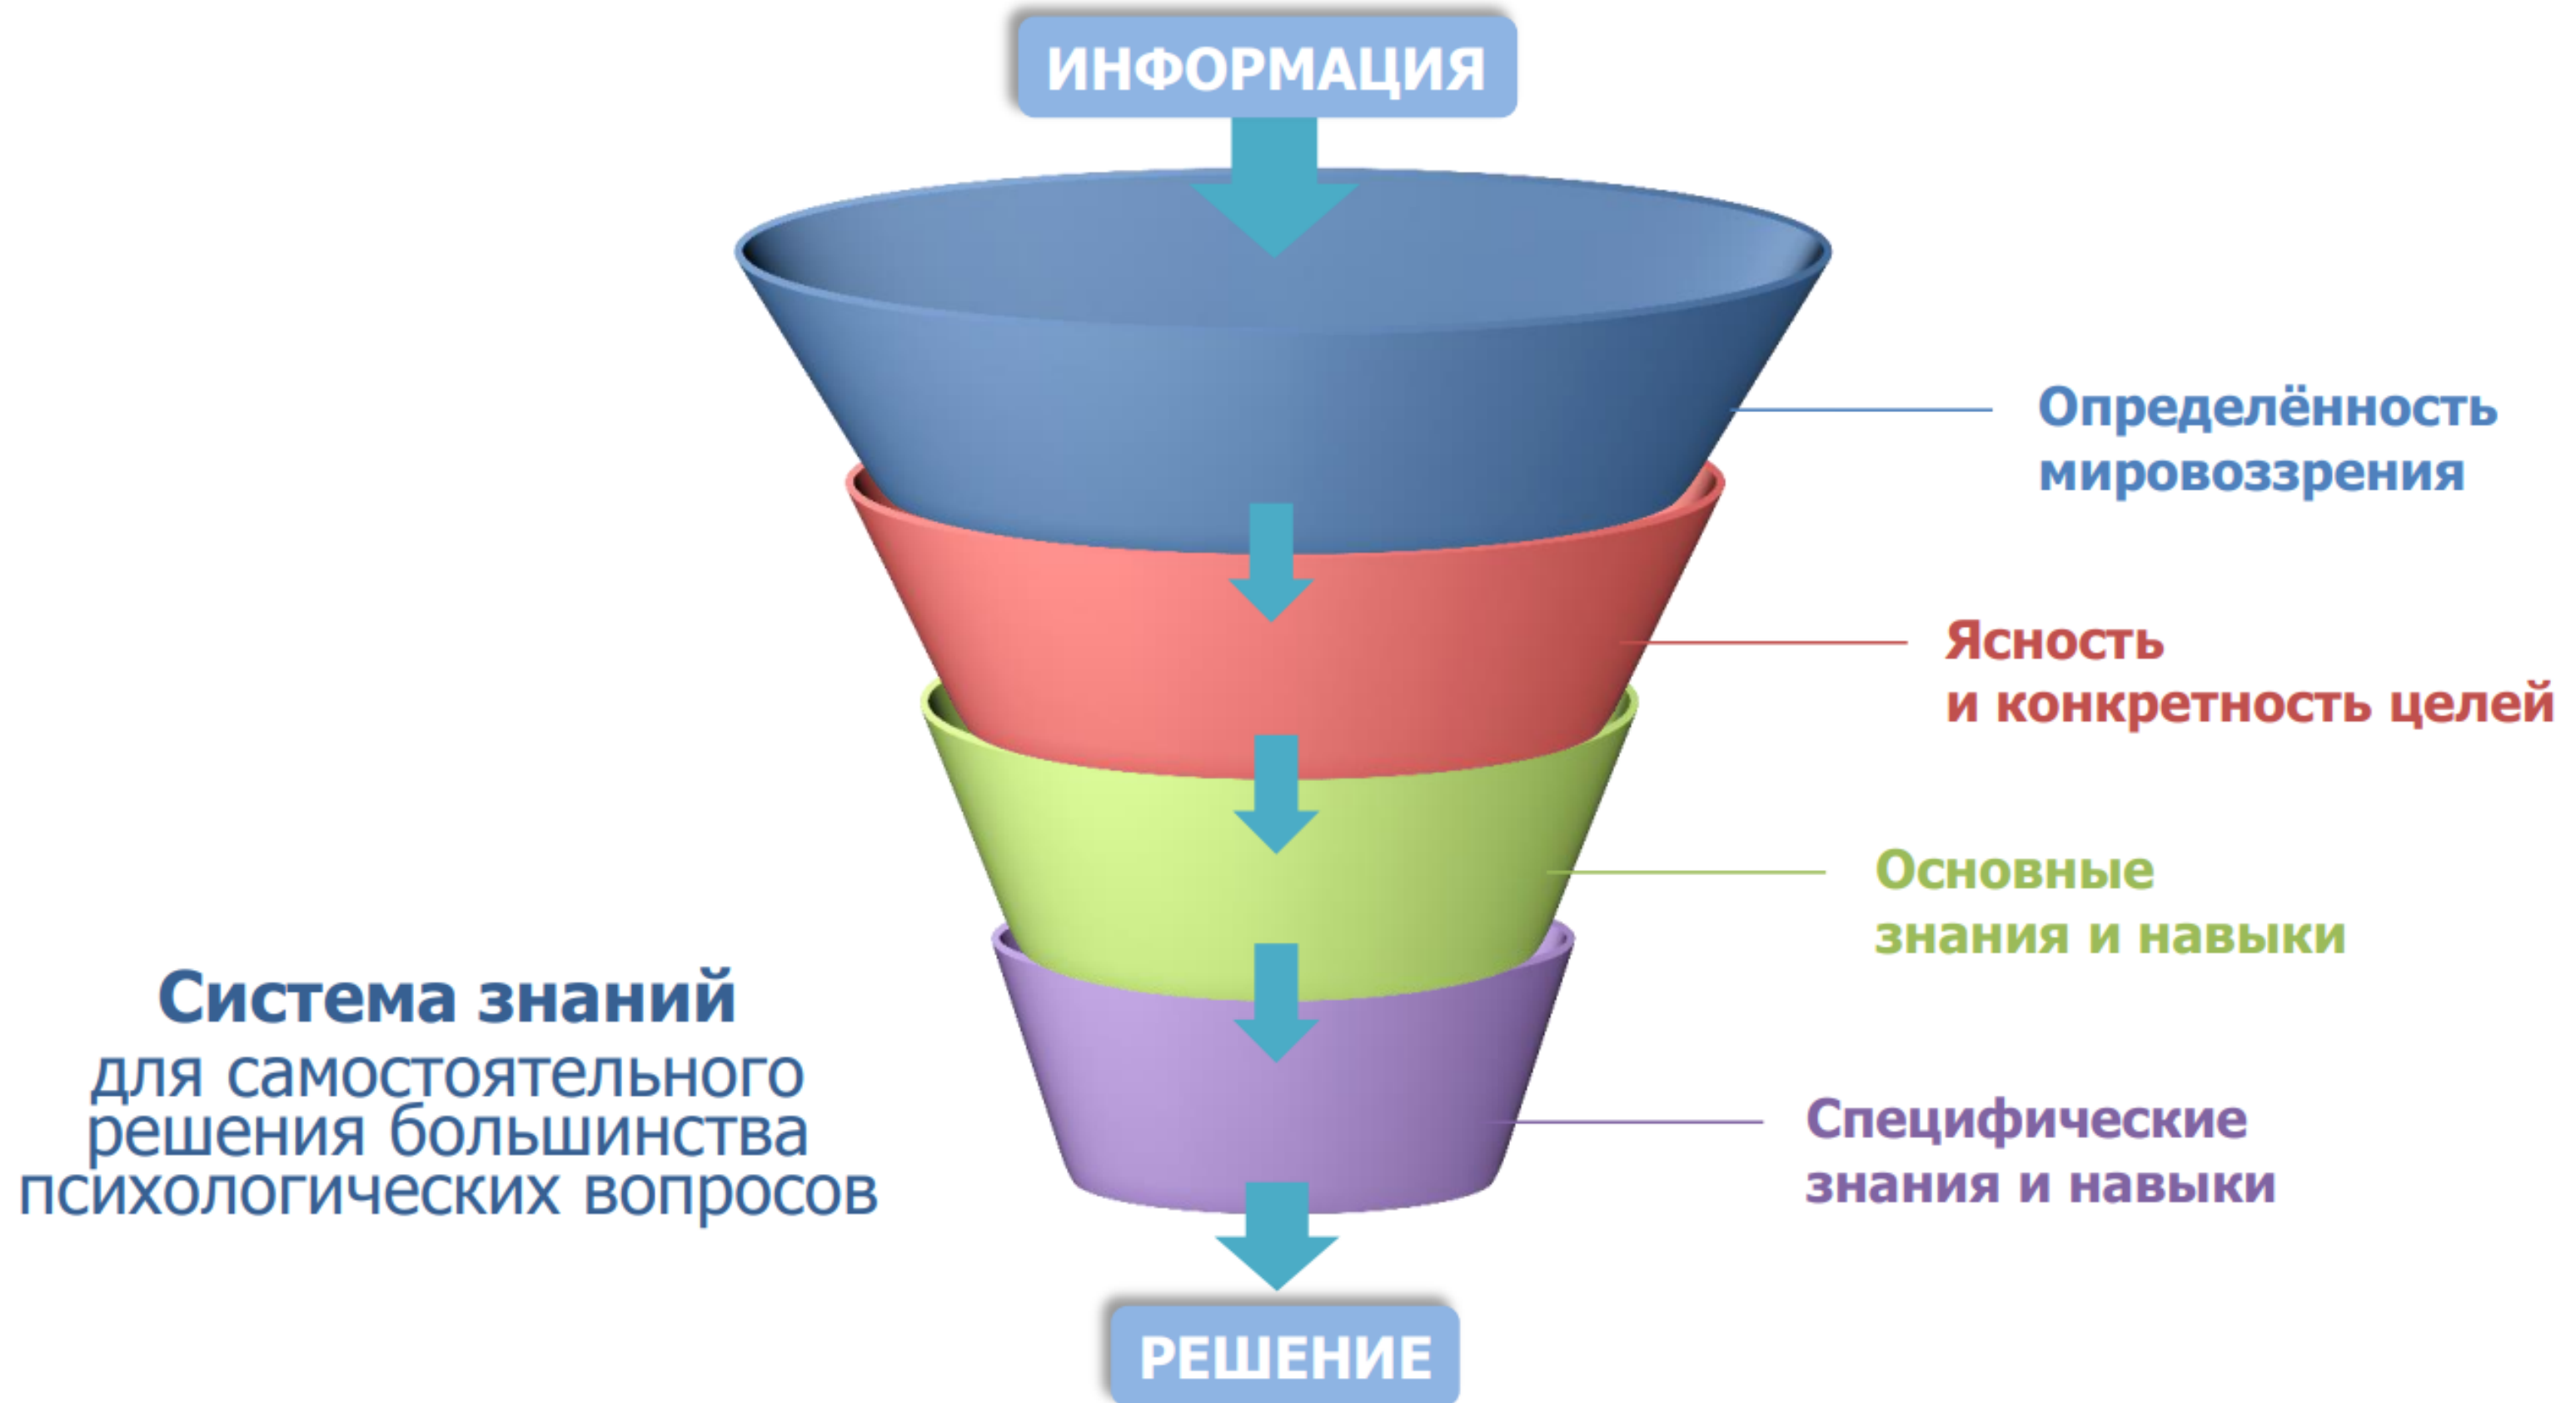 ИНФОРМАЦИЯ
Определённость
мировоззрения
Ясность
и конкретность целей
Основные
знания и навыки
Специфические
знания и навыки
Система знаний
для самостоятельного
решения большинства
психологических вопросов
РЕШЕНИЕ